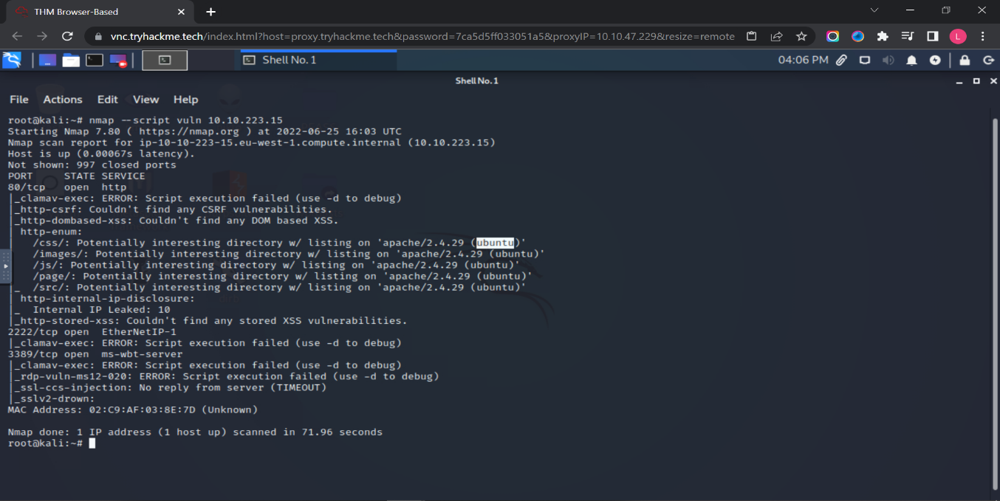 THM Browser-Based
vnc.tryhackme.tech/index.html?host=proxy.tryhackme.tech&password=7ca5d5ff033051a5&proxyIP=10.10.47.229&resize=remote
L
Shell No. 1
04:06 PM
Shell No. 1
File Actions Edit View Help
root@kali:~# nmap --script vuln 10.10.223.15
Starting Nmap 7.80 ( https://nmap.org ) at 2022-06-25 16:03 UTC
Nmap scan report for ip-10-10-223-15.eu-west-1.compute.internal (10.10.223.15)
Host is up (0.00067s latency).
Not shown: 997 closed ports
PORT     STATE SERVICE
80/tcp   open  http
|_clamav-exec: ERROR: Script execution failed (use -d to debug)
|_http-csrf: Couldn't find any CSRF vulnerabilities.
|_http-dombased-xss: Couldn't find any DOM based XSS.
| http-enum:
|   /css/: Potentially interesting directory w/ listing on 'apache/2.4.29 (ubuntu)'
|   /images/: Potentially interesting directory w/ listing on 'apache/2.4.29 (ubuntu)'
|   /js/: Potentially interesting directory w/ listing on 'apache/2.4.29 (ubuntu)'
|   /page/: Potentially interesting directory w/ listing on 'apache/2.4.29 (ubuntu)'
|_  /src/: Potentially interesting directory w/ listing on 'apache/2.4.29 (ubuntu)'
| http-internal-ip-disclosure:
|_  Internal IP Leaked: 10
|_http-stored-xss: Couldn't find any stored XSS vulnerabilities.
2222/tcp open  EtherNetIP-1
|_clamav-exec: ERROR: Script execution failed (use -d to debug)
3389/tcp open  ms-wbt-server
|_clamav-exec: ERROR: Script execution failed (use -d to debug)
|_rdp-vuln-ms12-020: ERROR: Script execution failed (use -d to debug)
|_ssl-ccs-injection: No reply from server (TIMEOUT)
|_sslv2-drown:
MAC Address: 02:C9:AF:03:8E:7D (Unknown)
Nmap done: 1 IP address (1 host up) scanned in 71.96 seconds
root@kali:~#